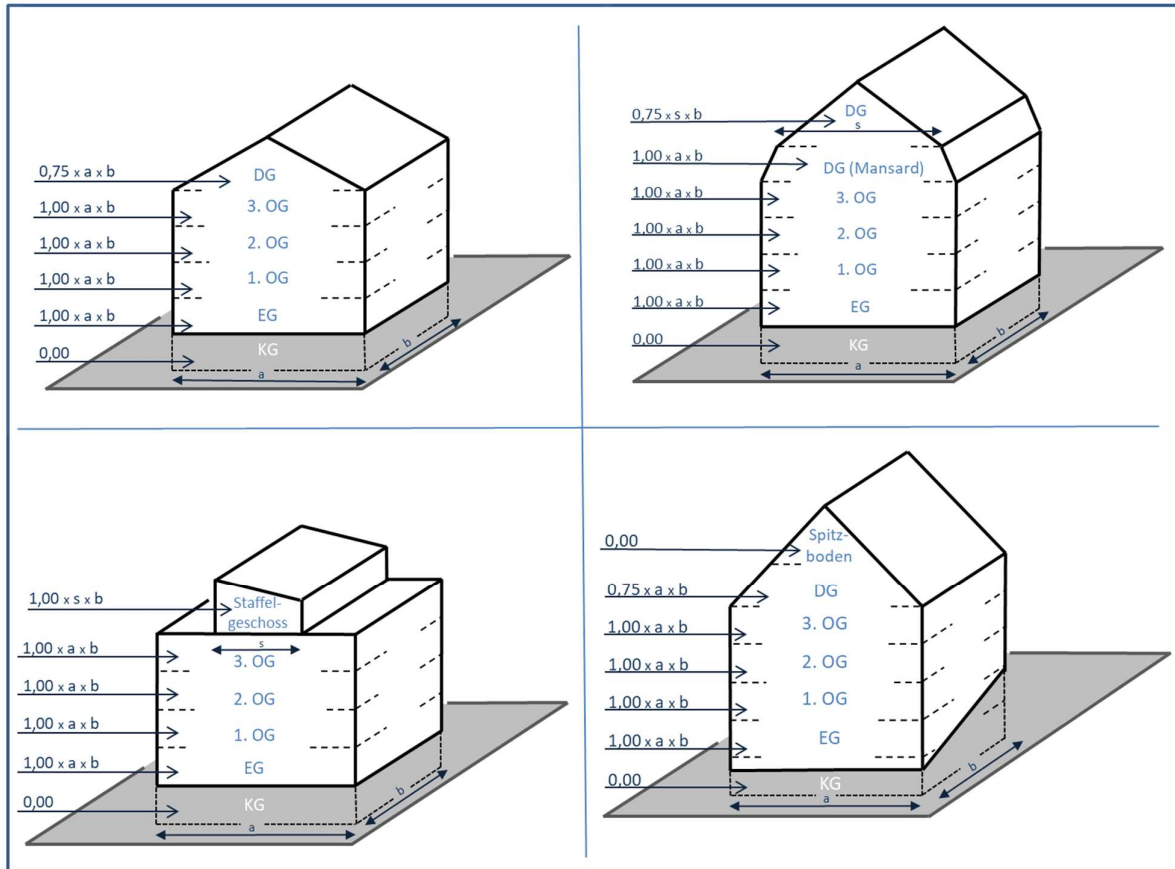 0,75 x a x b
DG
1,00 x a x b
3. OG
1,00 x a x b
2. OG
1,00 x a x b
1. OG
1,00 x a x b
EG
0,00
KG
a
b
0,75 x s x b
DG
s
1,00 x a x b
DG (Mansard)
1,00 x a x b
3. OG
1,00 x a x b
2. OG
1,00 x a x b
1. OG
1,00 x a x b
EG
0,00
KG
a
b
1,00 x s x b
Staffel-
geschoss
s
1,00 x a x b
3. OG
1,00 x a x b
2. OG
1,00 x a x b
1. OG
1,00 x a x b
EG
0,00
KG
a
b
0,00
Spitz-
boden
0,75 x a x b
DG
1,00 x a x b
3. OG
1,00 x a x b
2. OG
1,00 x a x b
1. OG
1,00 x a x b
EG
0,00
KG
a
b